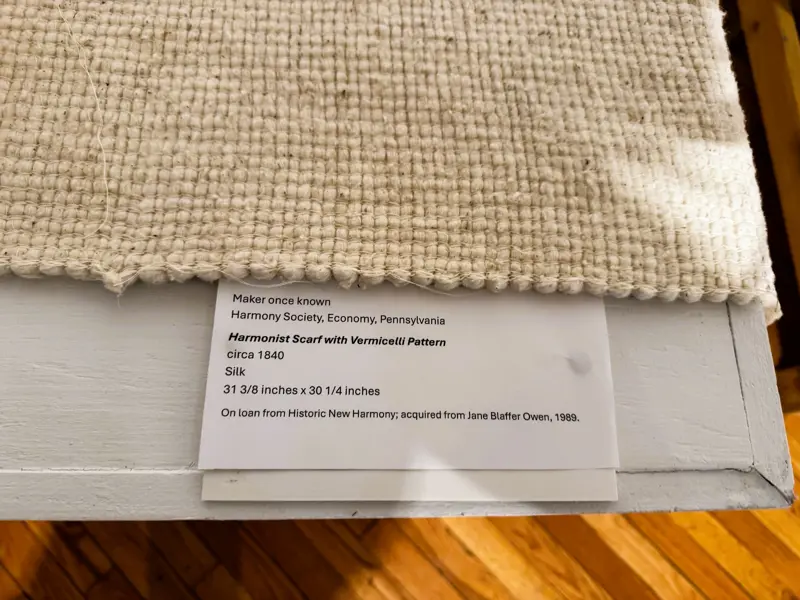 Maker once known
Harmony Society, Economy, Pennsylvania
Harmonist Scarf with Vermicelli Pattern
circa 1840
Silk
31 3/8 inches x 30 1/4 inches
On loan from Historic New Harmony; acquired from Jane Blaffer Owen, 1989.